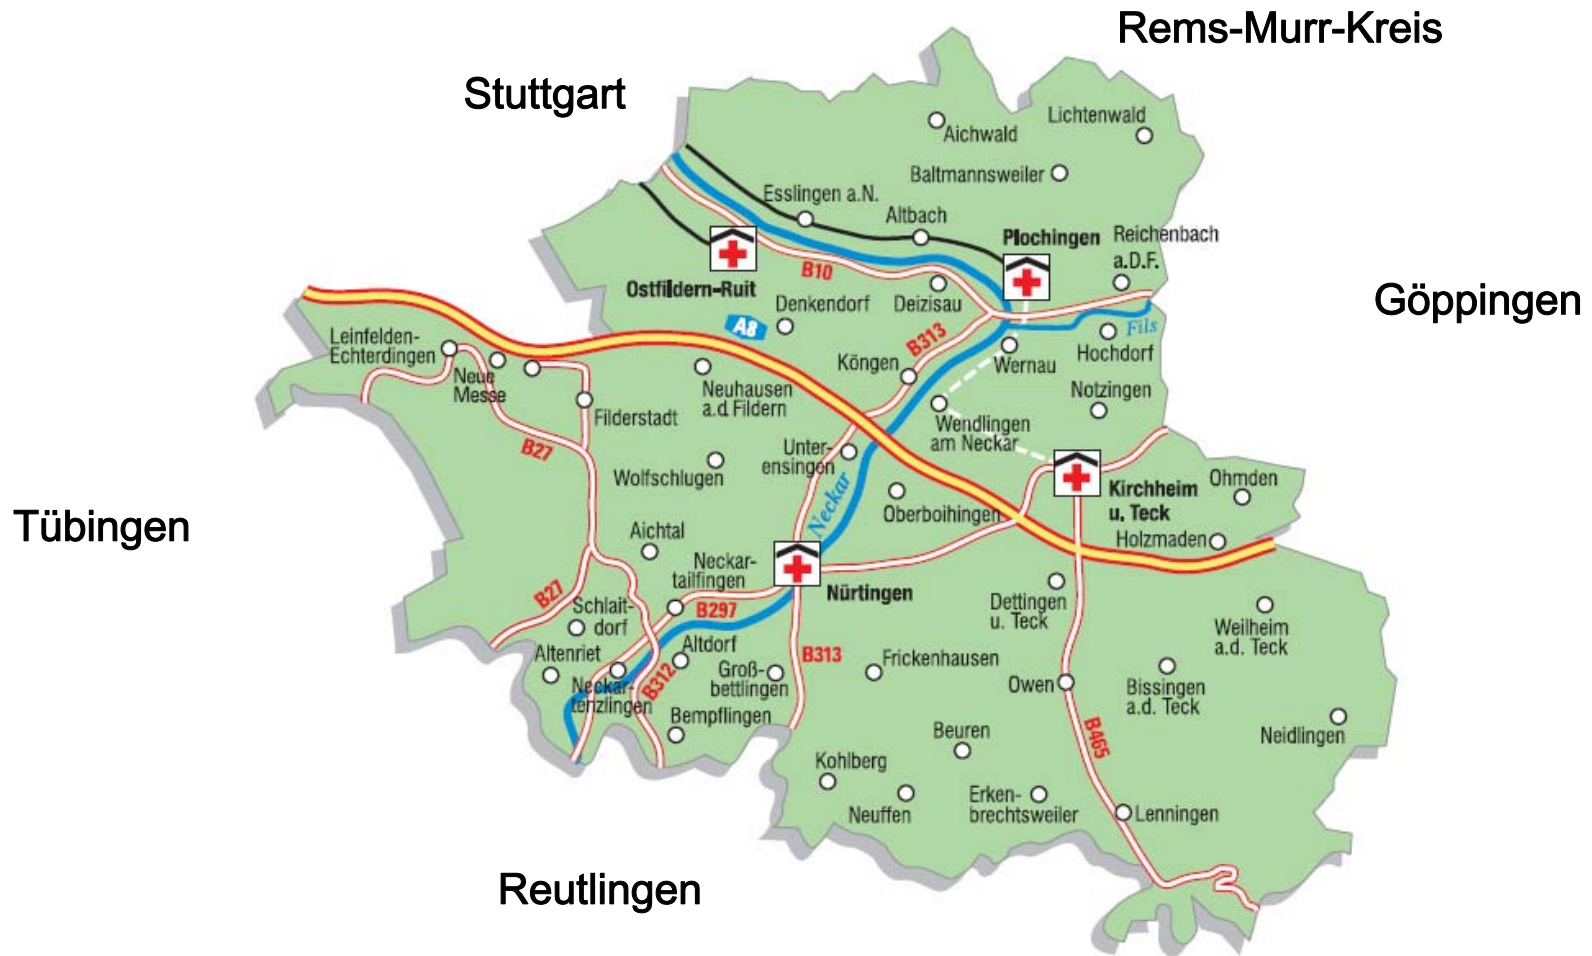 Rems-Murr-Kreis
Stuttgart
Lichtenwald
Aichwald
Baltmannsweiler
Esslingen a.N.
Altbach
Plochingen
Reichenbach
a.D.F.
B10
Ostfildern-Ruit
Denkendorf
Deizisau
Göppingen
A8
Fils
Leinfelden-
Echterdingen
B313
Köngen
Wernau
Hochdorf
Neue
Messe
Neuhausen
a.d. Fildern
Notzingen
Filderstadt
Wendlingen
am Neckar
B27
Unter-
ensingen
Wolfschlugen
Neckar
Oberboihingen
Kirchheim
u. Teck
Ohmden
Tübingen
Aichtal
Holzmaden
Neckar-
tailfingen
Nürtingen
B27
Schlait-
dorf
B297
Dettingen
u. Teck
Weilheim
a.d. Teck
Altenriet
Altdorf
Groß-
bettlingen
B313
Frickenhausen
Neckar-
tenzlingen
B312
Owen
Bissingen
a.d. Teck
Bempflingen
Beuren
B465
Neidlingen
Kohlberg
Neuffen
Erken-
brechtsweiler
Lenningen
Reutlingen